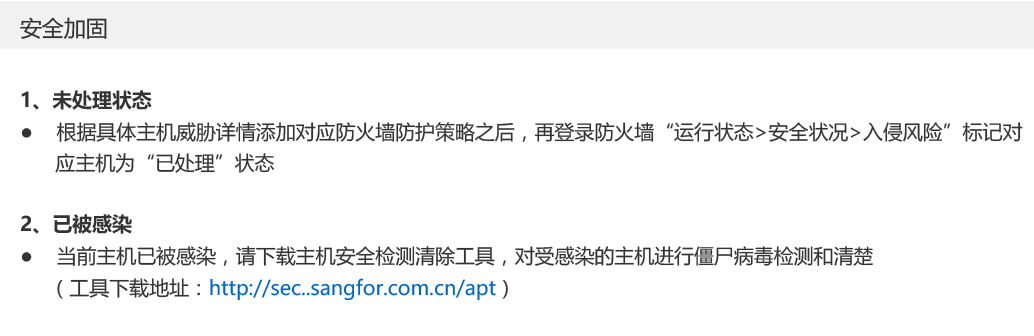 安全加固
1、未处理状态
● 根据具体主机威胁详情添加对应防火墙防护策略之后，再登录防火墙“运行状态>安全状况>入侵风险”标记对
应主机为“已处理”状态
2、已被感染
● 当前主机已被感染，请下载主机安全检测清除工具，对受感染的主机进行僵尸病毒检测和清楚
（工具下载地址：http://sec..sangfor.com.cn/apt）